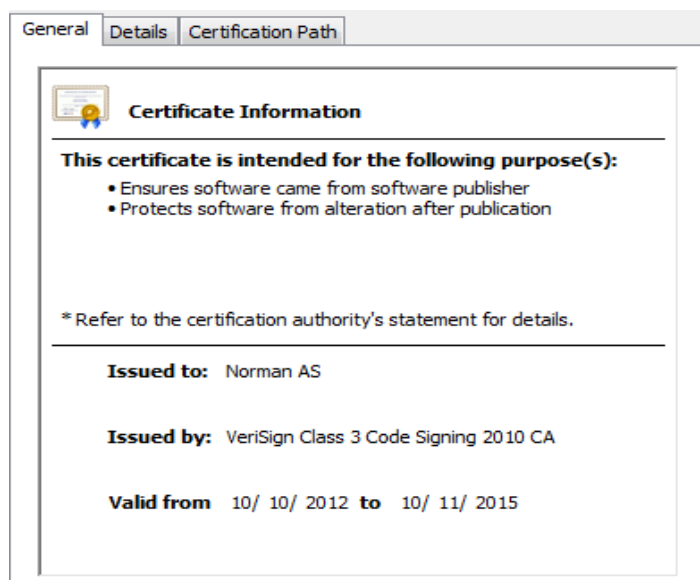 General Details Certification Path
Certificate Information
This certificate is intended for the following purpose(s):
• Ensures software came from software publisher
• Protects software from alteration after publication
* Refer to the certification authority's statement for details.
Issued to: Norman AS
Issued by: VeriSign Class 3 Code Signing 2010 CA
Valid from 10/ 10/ 2012 to 10/ 11/ 2015